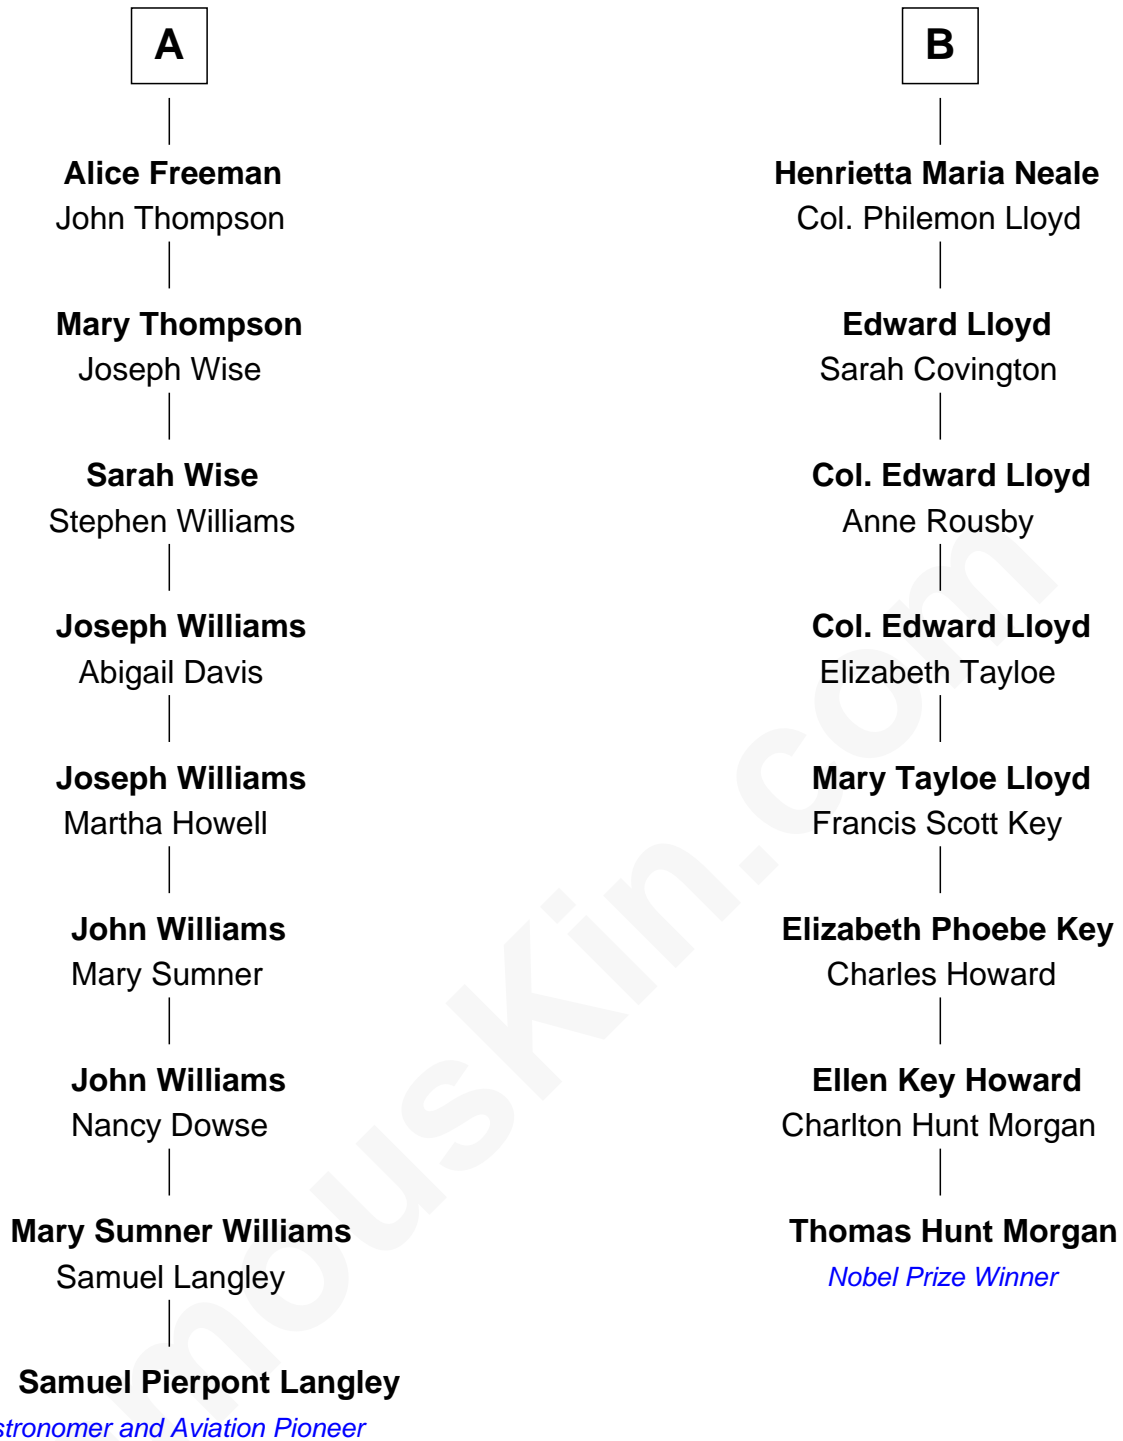 A
Alice Freeman
John Thompson
Mary Thompson
Joseph Wise
Sarah Wise
Stephen Williams
Joseph Williams
Abigail Davis
Joseph Williams
Martha Howell
John Williams
Mary Sumner
John Williams
Nancy Dowse
Mary Sumner Williams
Samuel Langley
Samuel Pierpont Langley
stronomer and Aviation Pioneer
B
Henrietta Maria Neale
Col. Philemon Lloyd
Edward Lloyd
Sarah Covington
Col. Edward Lloyd
Anne Rousby
Col. Edward Lloyd
Elizabeth Tayloe
Mary Tayloe Lloyd
Francis Scott Key
Elizabeth Phoebe Key
Charles Howard
Ellen Key Howard
Charlton Hunt Morgan
Thomas Hunt Morgan
Nobel Prize Winner
mousKin.com